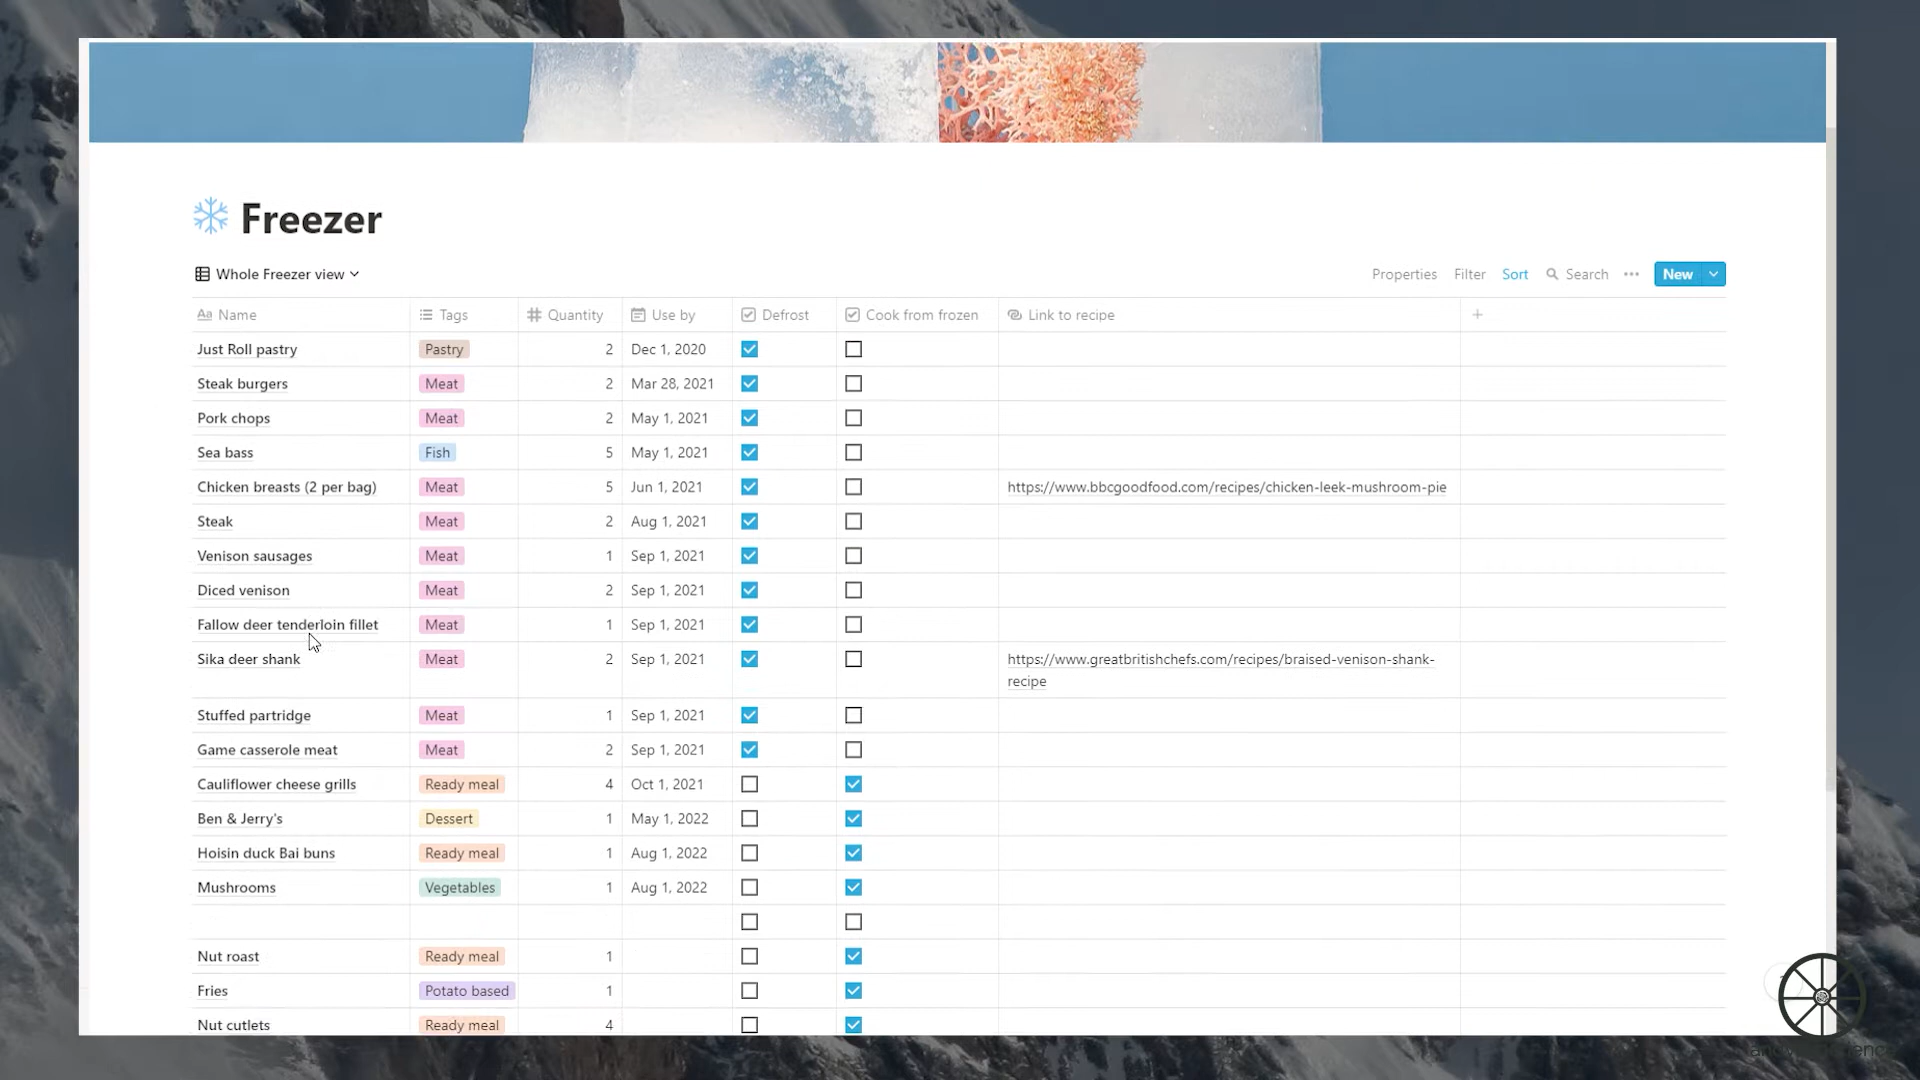 Freezer
Whole Freezer view
Properties Filter Sort Search ••• New
Aa Name Tags # Quantity Use by Defrost Cook from frozen Link to recipe +
Just Roll pastry Pastry 2 Dec 1, 2020
Steak burgers Meat 2 Mar 28, 2021
Pork chops Meat 2 May 1, 2021
Sea bass Fish 5 May 1, 2021
Chicken breasts (2 per bag) Meat 5 Jun 1, 2021 https://www.bbcgoodfood.com/recipes/chicken-leek-mushroom-pie
Steak Meat 2 Aug 1, 2021
Venison sausages Meat 1 Sep 1, 2021
Diced venison Meat 2 Sep 1, 2021
Fallow deer tenderloin fillet Meat 1 Sep 1, 2021
Sika deer shank Meat 2 Sep 1, 2021 https://www.greatbritishchefs.com/recipes/braised-venison-shank-
recipe
Stuffed partridge Meat 1 Sep 1, 2021
Game casserole meat Meat 2 Sep 1, 2021
Cauliflower cheese grills Ready meal 4 Oct 1, 2021
Ben & Jerry's Dessert 1 May 1, 2022
Hoisin duck Bai buns Ready meal 1 Aug 1, 2022
Mushrooms Vegetables 1 Aug 1, 2022
Nut roast Ready meal 1
Fries Potato based 1
Nut cutlets Ready meal 4